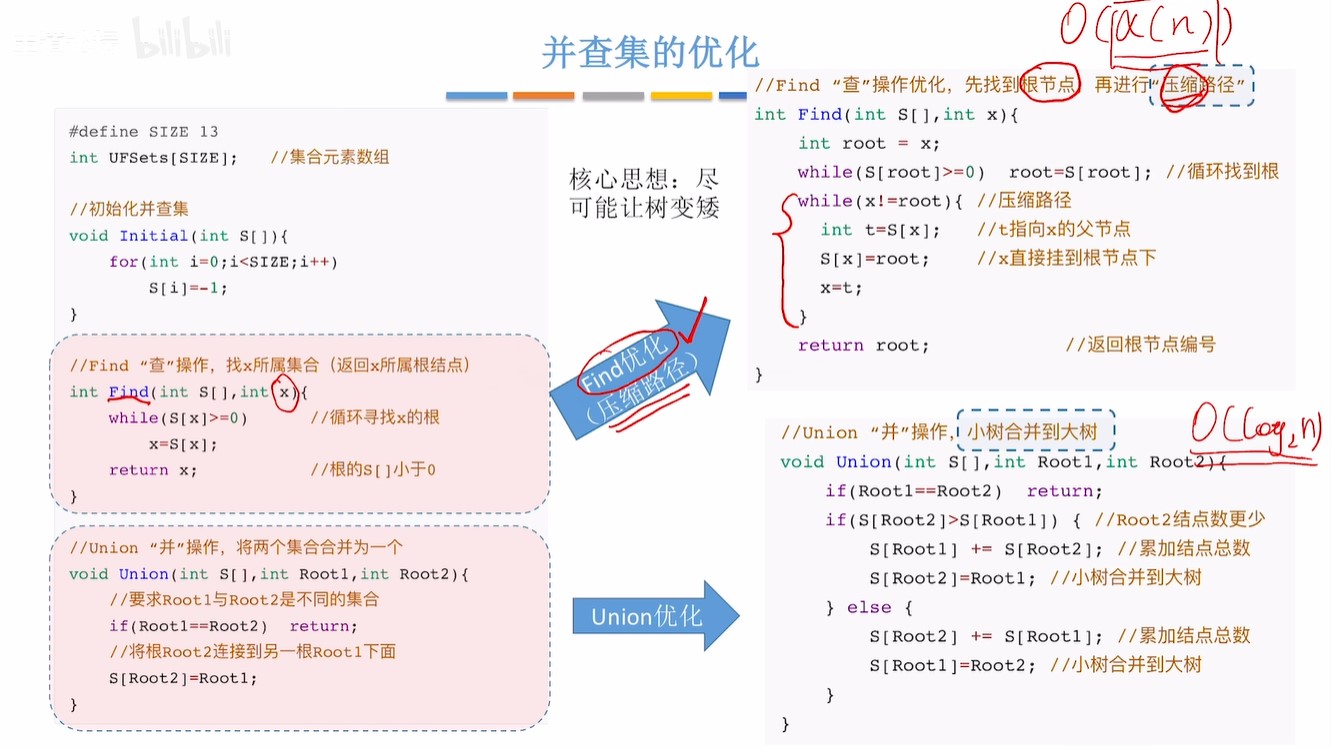 bilibili
并查集的优化
O(α(n))
#define SIZE 13
int UFSets[SIZE];   //集合元素数组
//初始化并查集
void Initial(int S[]){
    for(int i=0;i<SIZE;i++)
        S[i]=-1;
}
//Find “查”操作，找x所属集合（返回x所属根结点）
int Find(int S[],int x){
    while(S[x]>=0)      //循环寻找x的根
        x=S[x];
    return x;           //根的S[]小于0
}
//Union “并”操作，将两个集合合并为一个
void Union(int S[],int Root1,int Root2){
    //要求Root1与Root2是不同的集合
    if(Root1==Root2)  return;
    //将根Root2连接到另一根Root1下面
    S[Root2]=Root1;
}
核心思想：尽
可能让树变矮
Find优化
（压缩路径）
Union优化
//Find “查”操作优化，先找到根节点，再进行“压缩路径”
int Find(int S[],int x){
    int root = x;
    while(S[root]>=0)  root=S[root]; //循环找到根
    while(x!=root){ //压缩路径
      int t=S[x];   //t指向x的父节点
      S[x]=root;    //x直接挂到根节点下
      x=t;
    }
    return root;            //返回根节点编号
}
O(log₂n)
//Union “并”操作，小树合并到大树
void Union(int S[],int Root1,int Root2){
    if(Root1==Root2)  return;
    if(S[Root2]>S[Root1]) { //Root2结点数更少
        S[Root1] += S[Root2]; //累加结点总数
        S[Root2]=Root1; //小树合并到大树
    } else {
        S[Root2] += S[Root1]; //累加结点总数
        S[Root1]=Root2; //小树合并到大树
    }
}